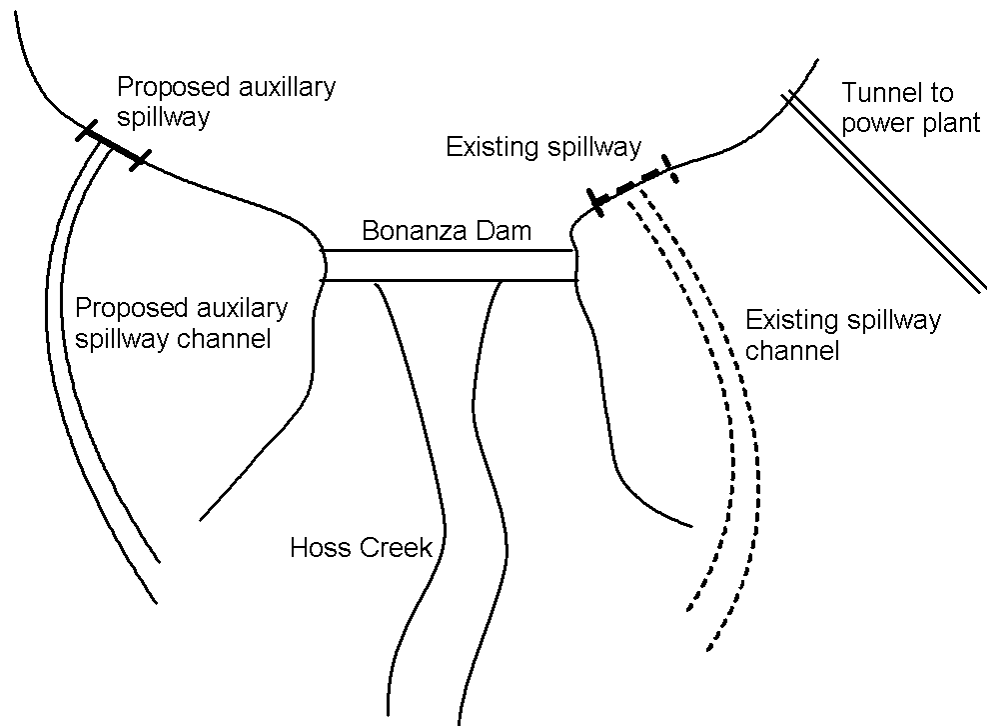 Proposed auxillary
spillway
Existing spillway
Tunnel to
power plant
Bonanza Dam
Proposed auxilary
spillway channel
Existing spillway
channel
Hoss Creek